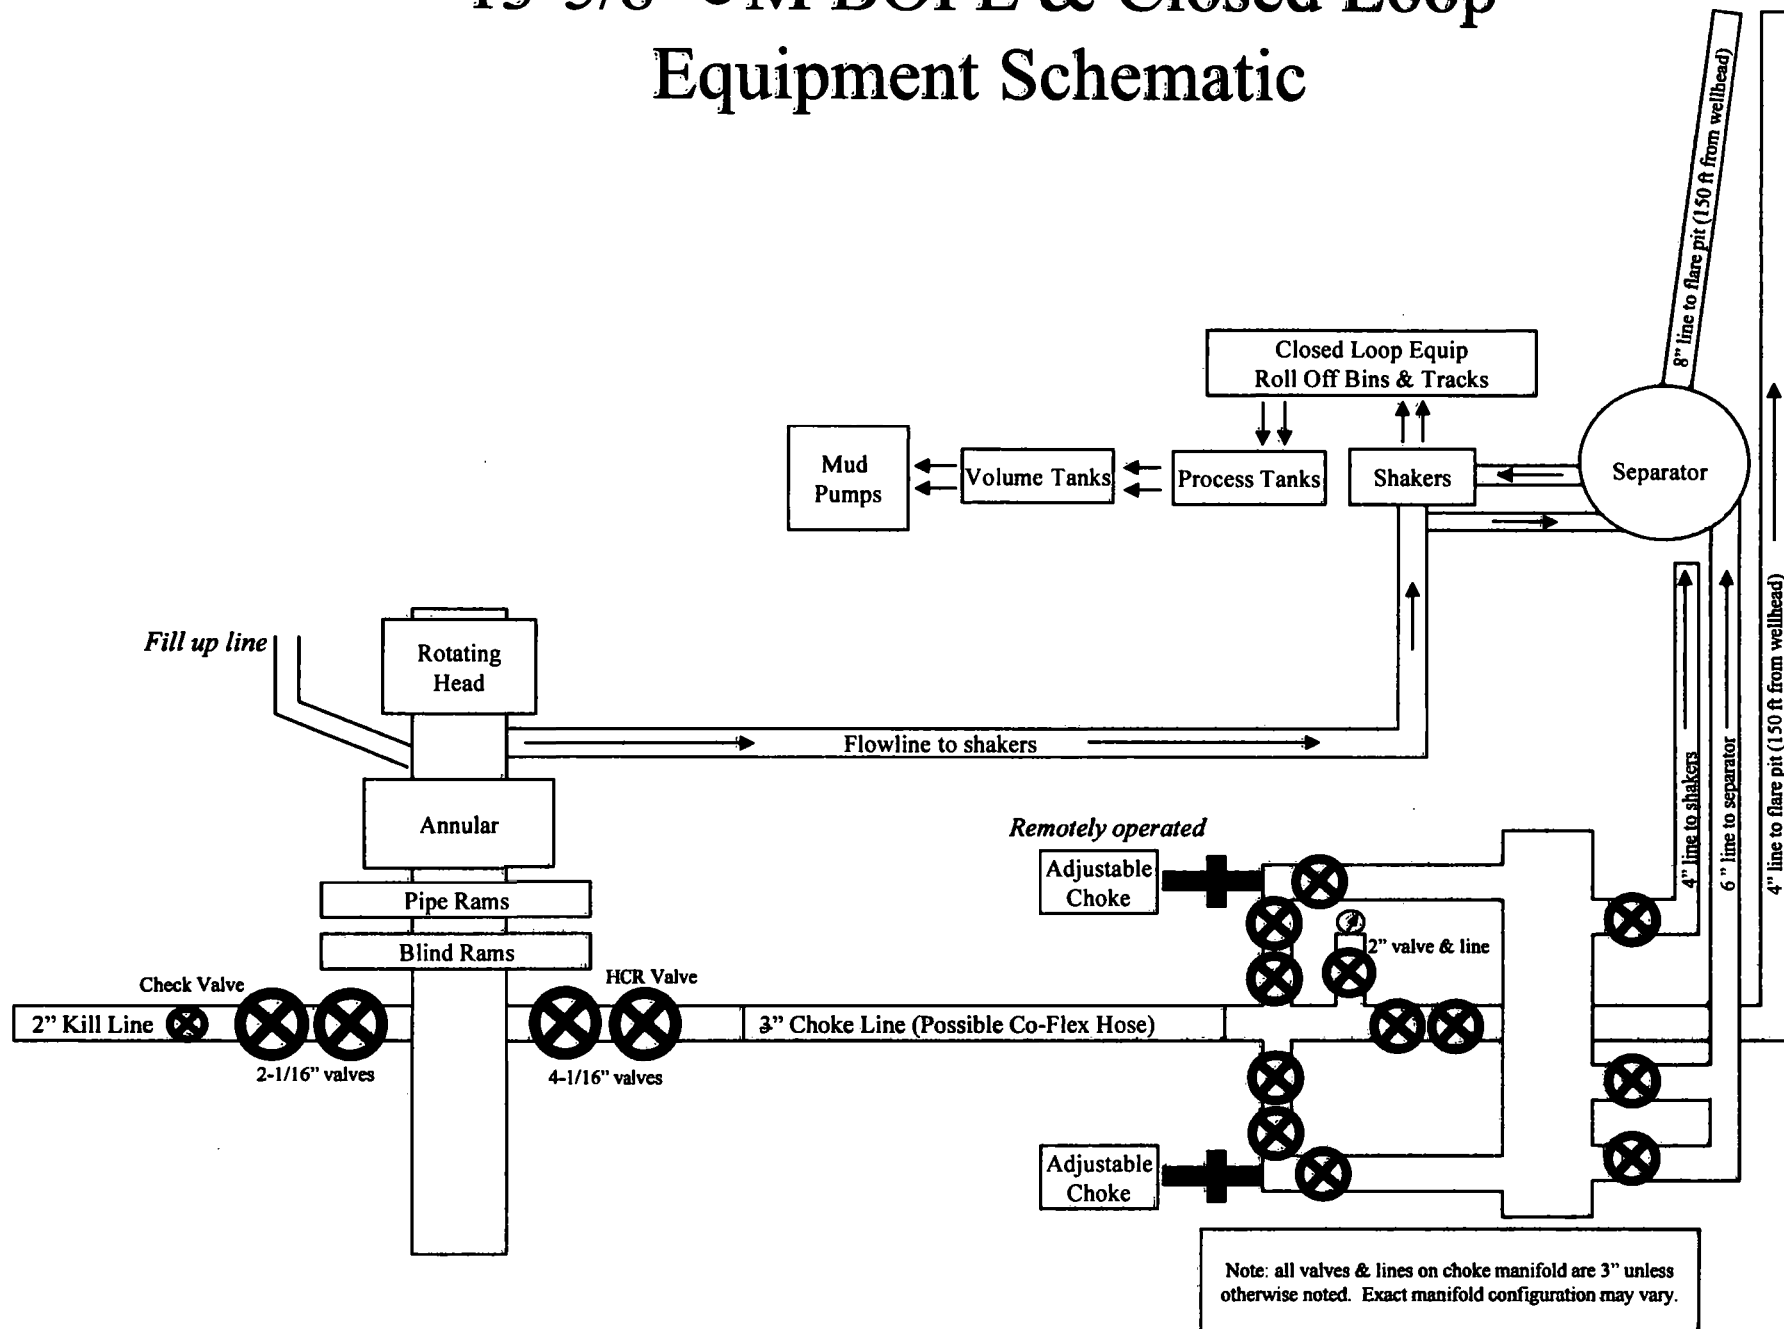 M BOPE & Closed Loop
Equipment Schematic
8” line to flare pit (150 ft from wellhead)
Closed Loop Equip
Roll Off Bins & Tracks
Mud
Pumps
Volume Tanks
Process Tanks
Shakers
Separator
Fill up line
Rotating
Head
Flowline to shakers
4” line to shakers
6 ” line to separator
4” line to flare pit (150 ft from wellhead)
Annular
Remotely operated
Adjustable
Choke
Pipe Rams
Blind Rams
2” valve & line
Check Valve
HCR Valve
2” Kill Line
3” Choke Line (Possible Co-Flex Hose)
2-1/16” valves
4-1/16” valves
Adjustable
Choke
Note: all valves & lines on choke manifold are 3” unless
otherwise noted. Exact manifold configuration may vary.